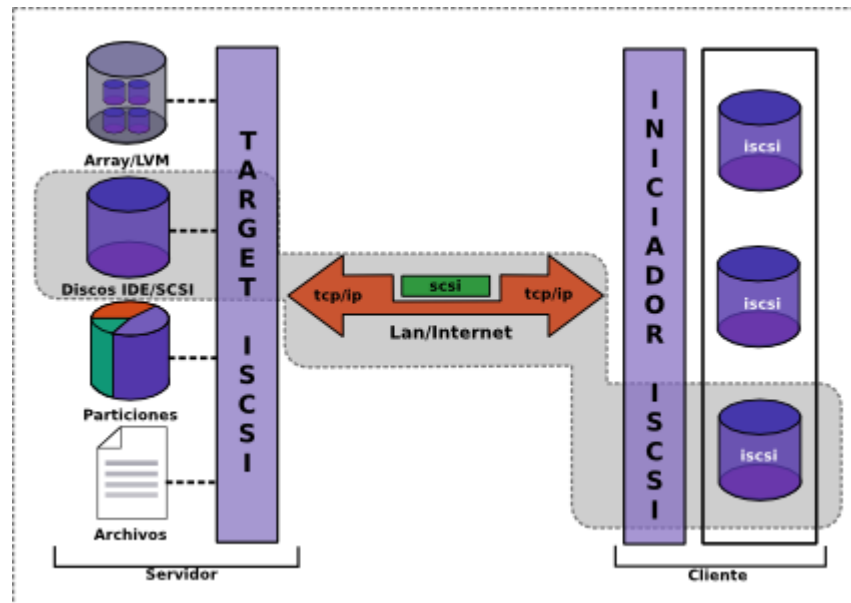 Array/LVM
Discos IDE/SCSI
Particiones
Archivos
Servidor
TARGET ISCSI
tcp/ip
scsi
tcp/ip
Lan/Internet
INICIADOR ISCSI
iscsi
iscsi
iscsi
Cliente